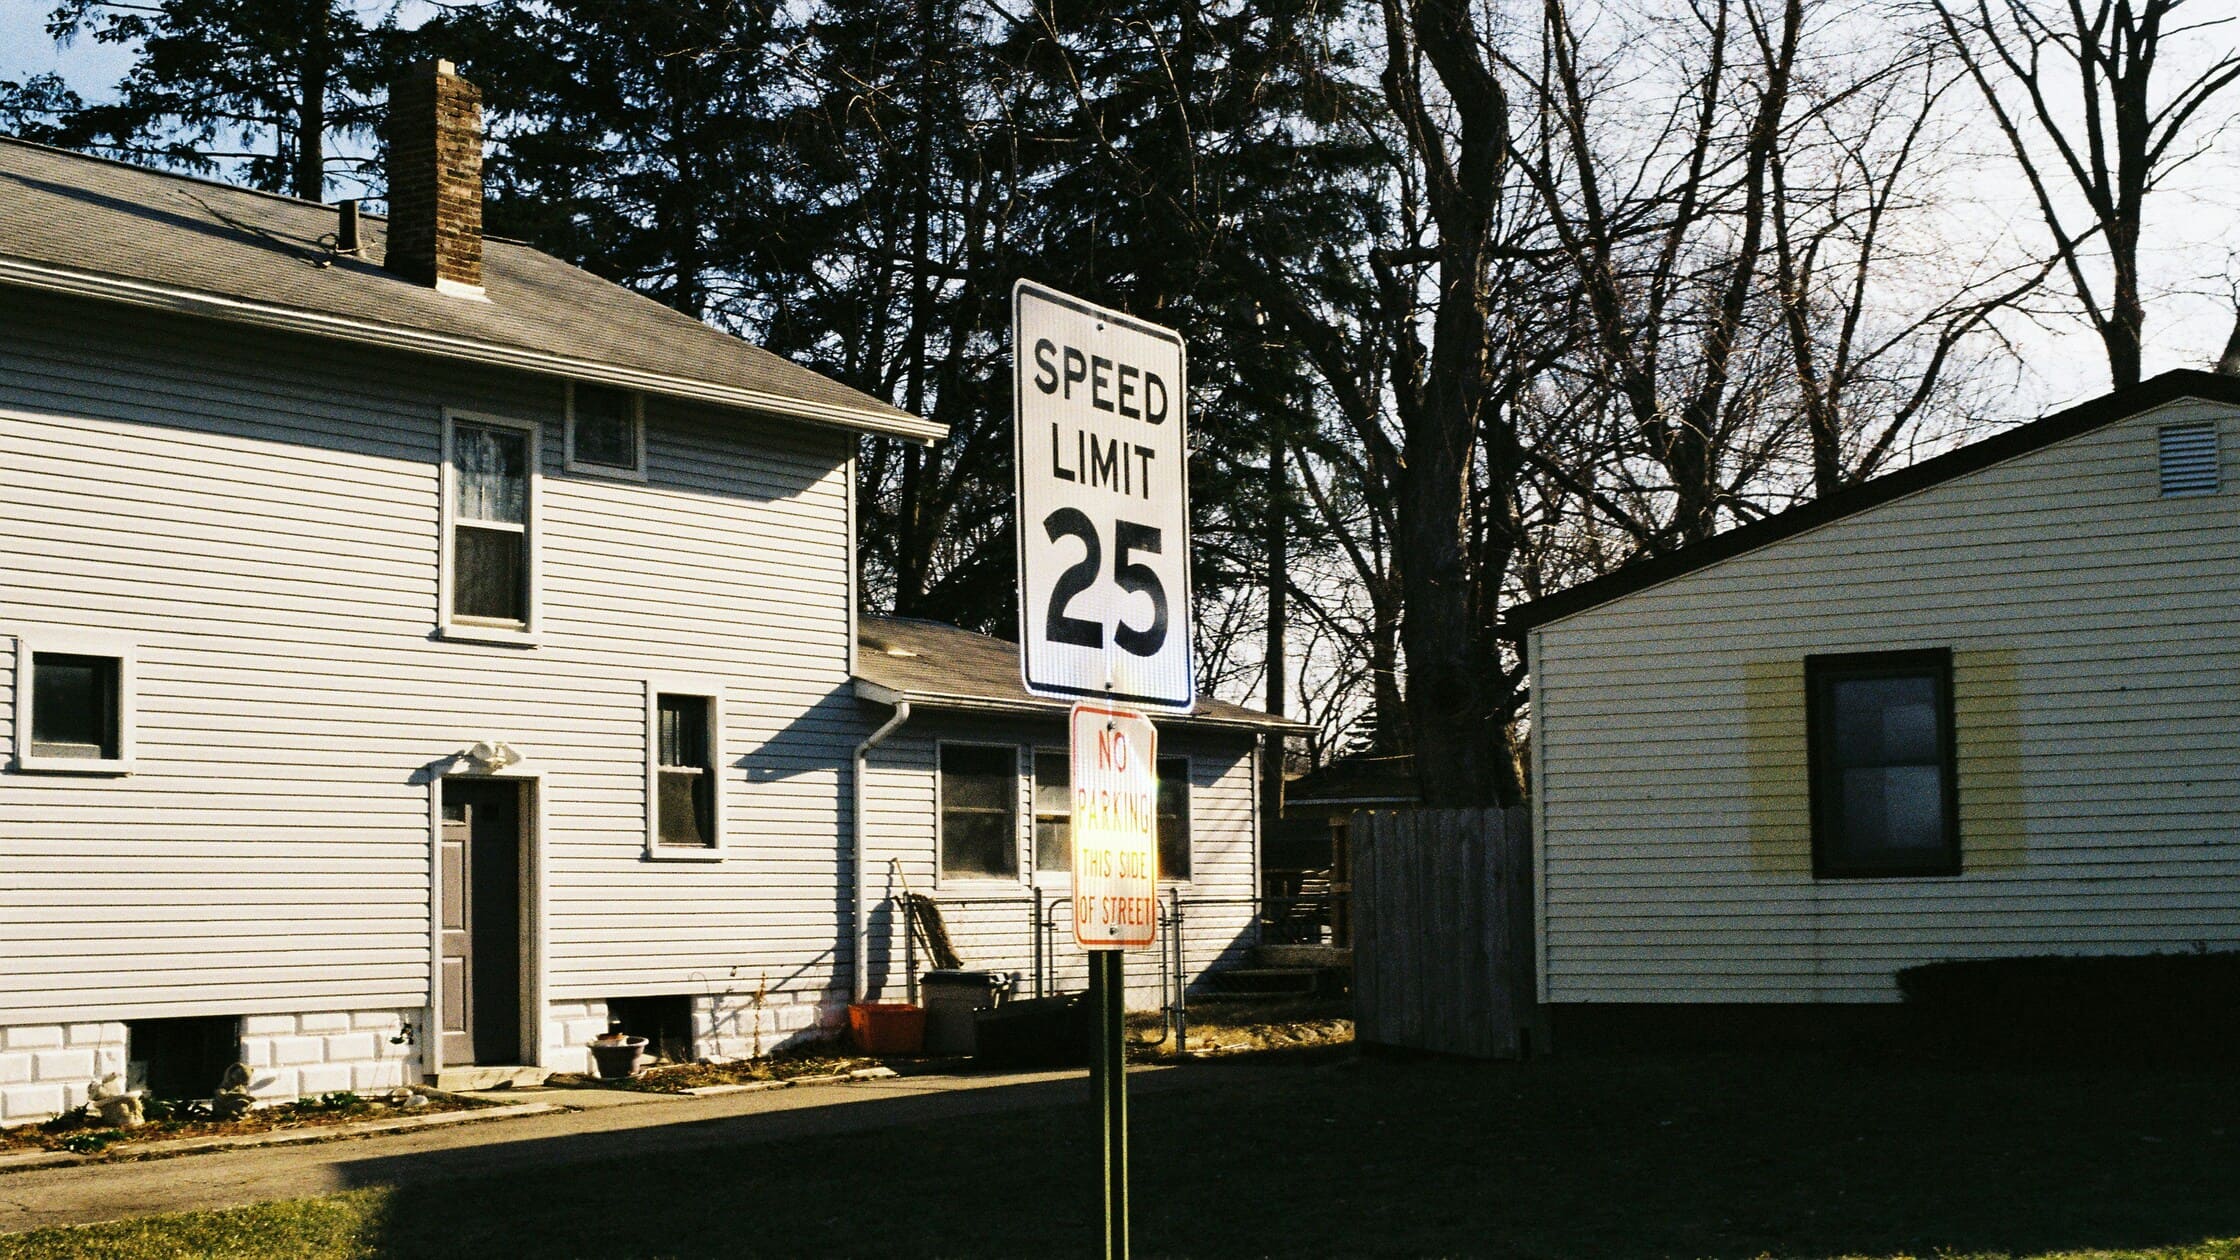 SPEED
LIMIT
25
NO
PARKING
THIS SIDE
OF STREET